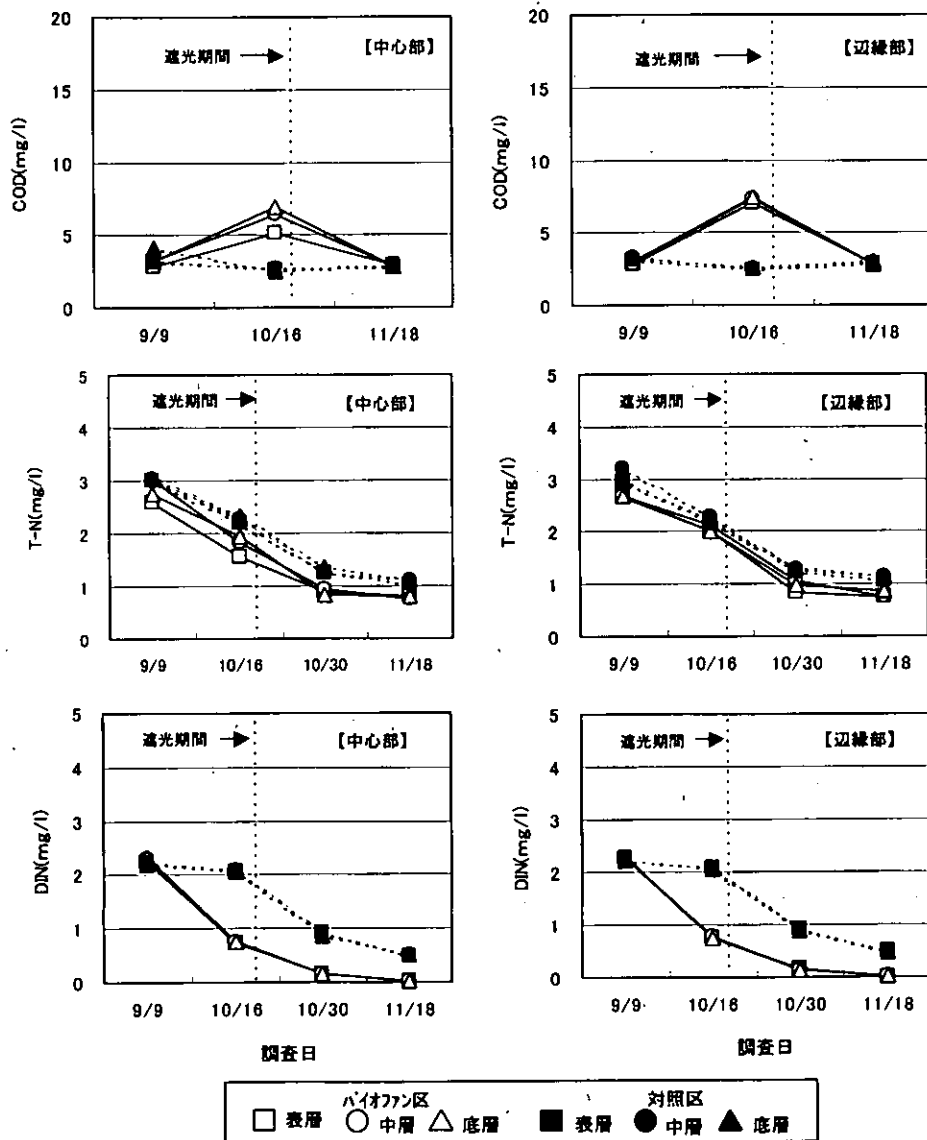 20
15
10
5
0
COD(mg/l)
遮光期間
【中心部】
9/9 10/16 11/18
20
15
10
5
0
COD(mg/l)
遮光期間
【辺縁部】
9/9 10/16 11/18
5
4
3
2
1
0
T-N(mg/l)
遮光期間
【中心部】
9/9 10/16 10/30 11/18
5
4
3
2
1
0
T-N(mg/l)
遮光期間
【辺縁部】
9/9 10/16 10/30 11/18
5
4
3
2
1
0
DIN(mg/l)
遮光期間
【中心部】
9/9 10/16 10/30 11/18
調査日
5
4
3
2
1
0
DIN(mg/l)
遮光期間
【辺縁部】
9/9 10/16 10/30 11/18
調査日
バイオファン区 対照区
表層 中層 底層 表層 中層 底層